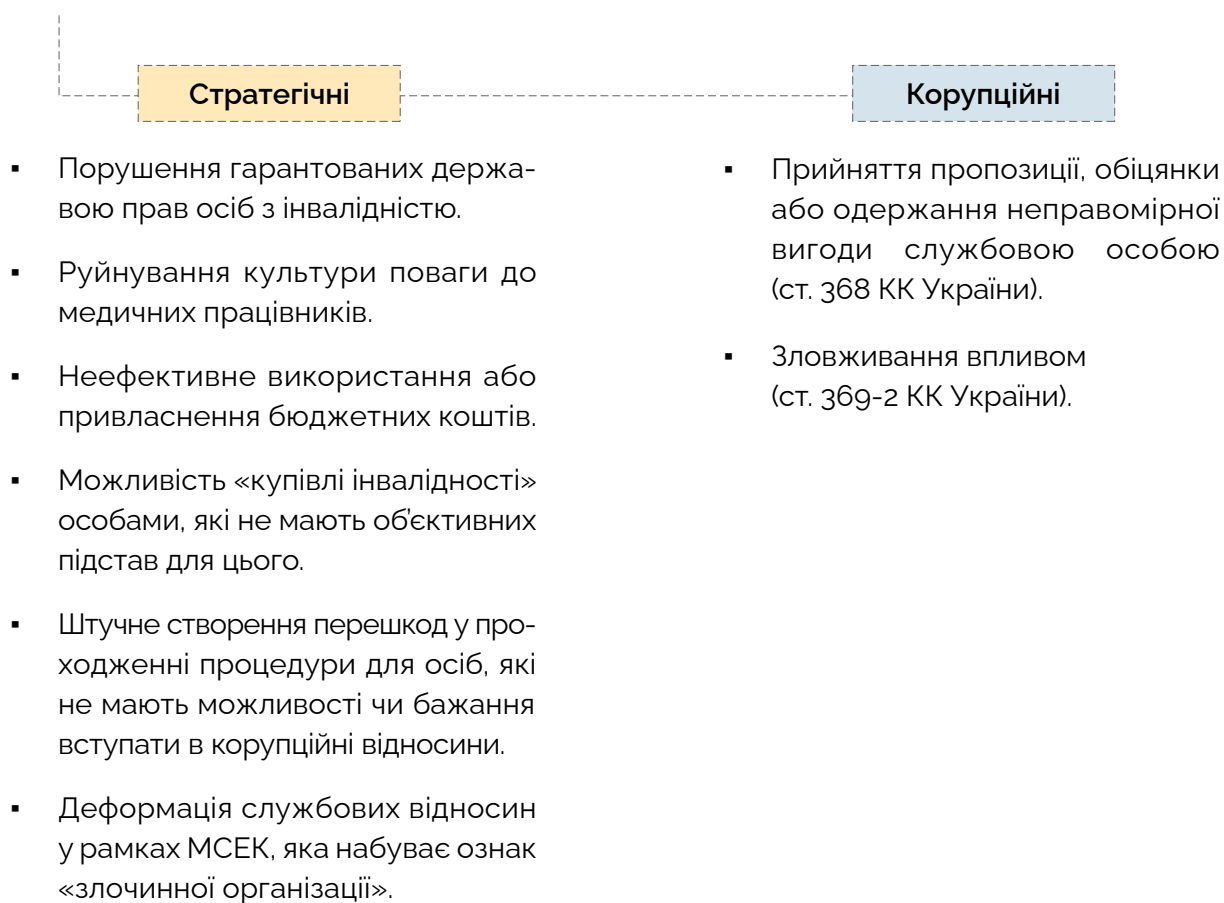 Стратегічні
Порушення гарантованих держа-
вою прав осіб з інвалідністю.
Руйнування культури поваги до
медичних працівників.
Неефективне використання або
привласнення бюджетних коштів.
Можливість «купівлі інвалідності»
особами, які не мають об'єктивних
підстав для цього.
Штучне створення перешкод у про-
ходженні процедури для осіб, які
не мають можливості чи бажання
вступати в корупційні відносини.
Деформація службових відносин
у рамках МСЕК, яка набуває ознак
«злочинної організації».
Корупційні
Прийняття пропозиції, обіцянки
або одержання неправомірної
вигоди службовою особою
(ст. 368 КК України).
Зловживання впливом
(ст. 369-2 КК України).